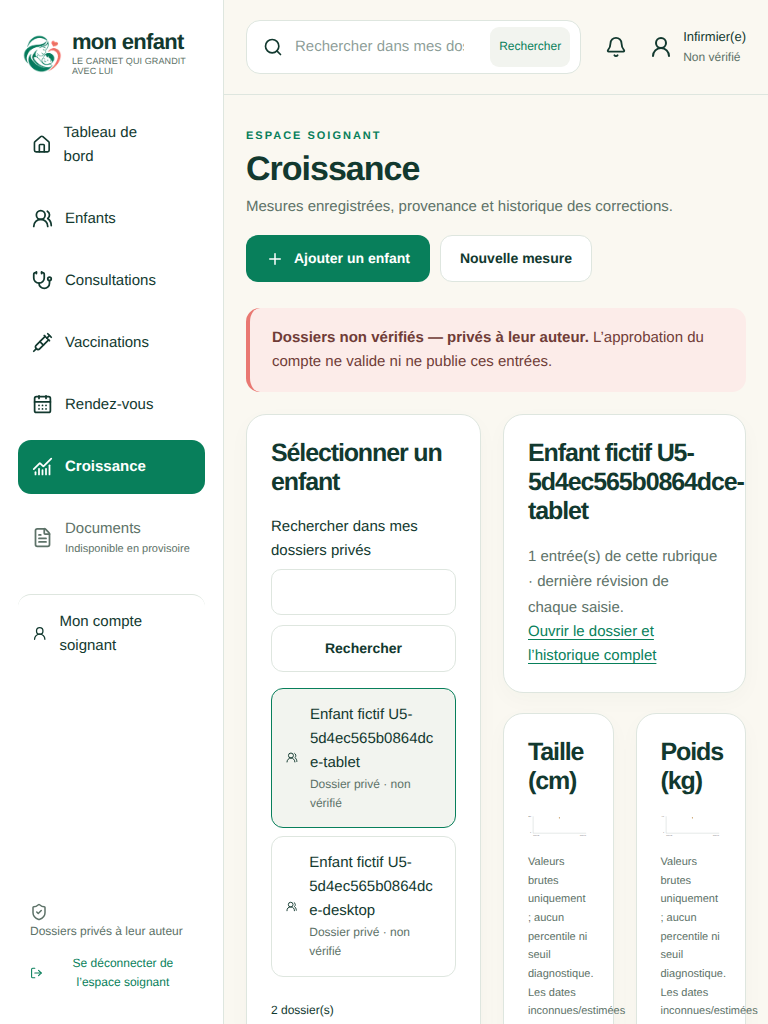 mon enfant
LE CARNET QUI GRANDIT
AVEC LUI
Tableau de
bord
Enfants
Consultations
Vaccinations
Rendez-vous
Croissance
Documents
Indisponible en provisoire
Mon compte
soignant
Dossiers privés à leur auteur
Se déconnecter de
l’espace soignant
Rechercher dans mes dos
Rechercher
Infirmier(e)
Non vérifié
ESPACE SOIGNANT
Croissance
Mesures enregistrées, provenance et historique des corrections.
Ajouter un enfant
Nouvelle mesure
Dossiers non vérifiés — privés à leur auteur. L’approbation du
compte ne valide ni ne publie ces entrées.
Sélectionner un
enfant
Rechercher dans mes
dossiers privés
Rechercher
Enfant fictif U5-
5d4ec565b0864dc
e-tablet
Dossier privé · non
vérifié
Enfant fictif U5-
5d4ec565b0864dc
e-desktop
Dossier privé · non
vérifié
2 dossier(s)
Enfant fictif U5-
5d4ec565b0864dce-
tablet
1 entrée(s) de cette rubrique
· dernière révision de
chaque saisie.
Ouvrir le dossier et
l’historique complet
Taille
(cm)
Valeurs
brutes
uniquement
; aucun
percentile ni
seuil
diagnostique.
Les dates
inconnues/estimées
Poids
(kg)
Valeurs
brutes
uniquement
; aucun
percentile ni
seuil
diagnostique.
Les dates
inconnues/estimées